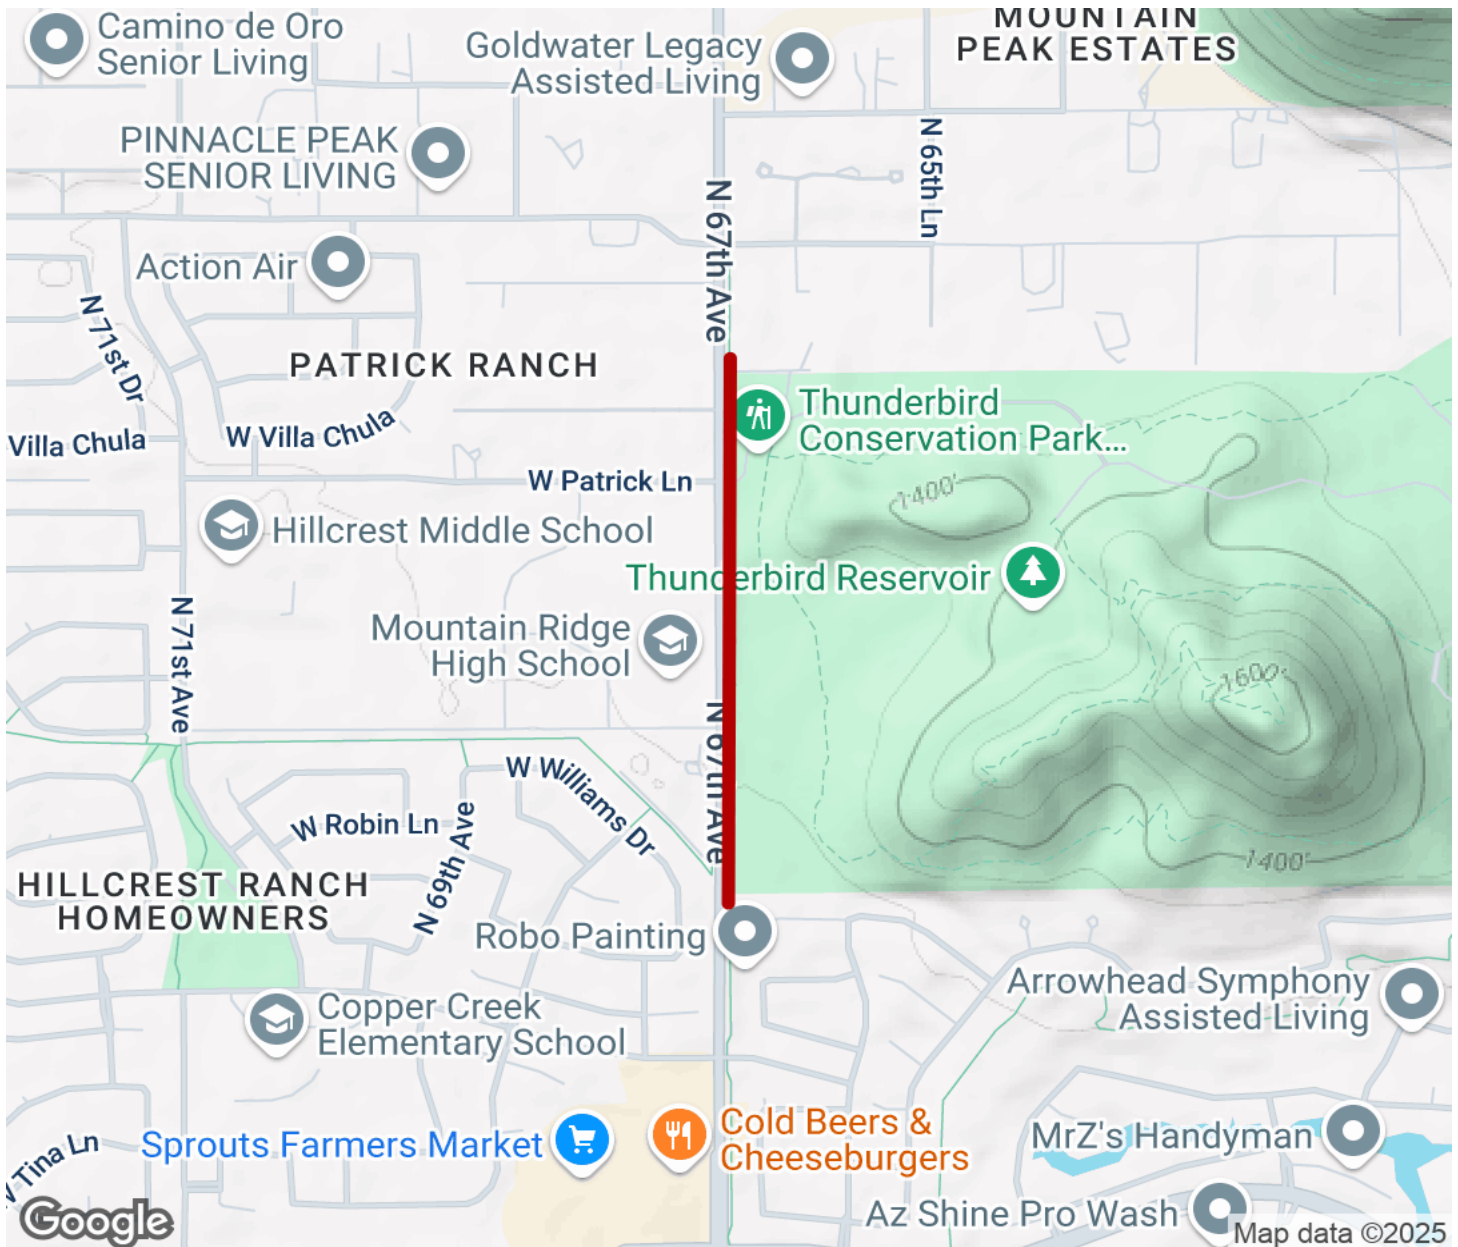 MOUNTAIN
PEAK ESTATES
Camino de Oro
Senior Living
Goldwater Legacy
Assisted Living
PINNACLE PEAK
SENIOR LIVING
N 65th Ln
N 67th Ave
Action Air
N 71st Dr
PATRICK RANCH
Thunderbird
Conservation Park...
Villa Chula
W Villa Chula
W Patrick Ln
1400'
Hillcrest Middle School
Thunderbird Reservoir
N 71st Ave
Mountain Ridge
High School
1600'
N 67th Ave
W Williams Dr
W Robin Ln
N 69th Ave
1400'
HILLCREST RANCH
HOMEOWNERS
Robo Painting
Arrowhead Symphony
Assisted Living
Copper Creek
Elementary School
Cold Beers &
Cheeseburgers
Sprouts Farmers Market
MrZ's Handyman
W Tina Ln
Az Shine Pro Wash
Google
Map data ©2025